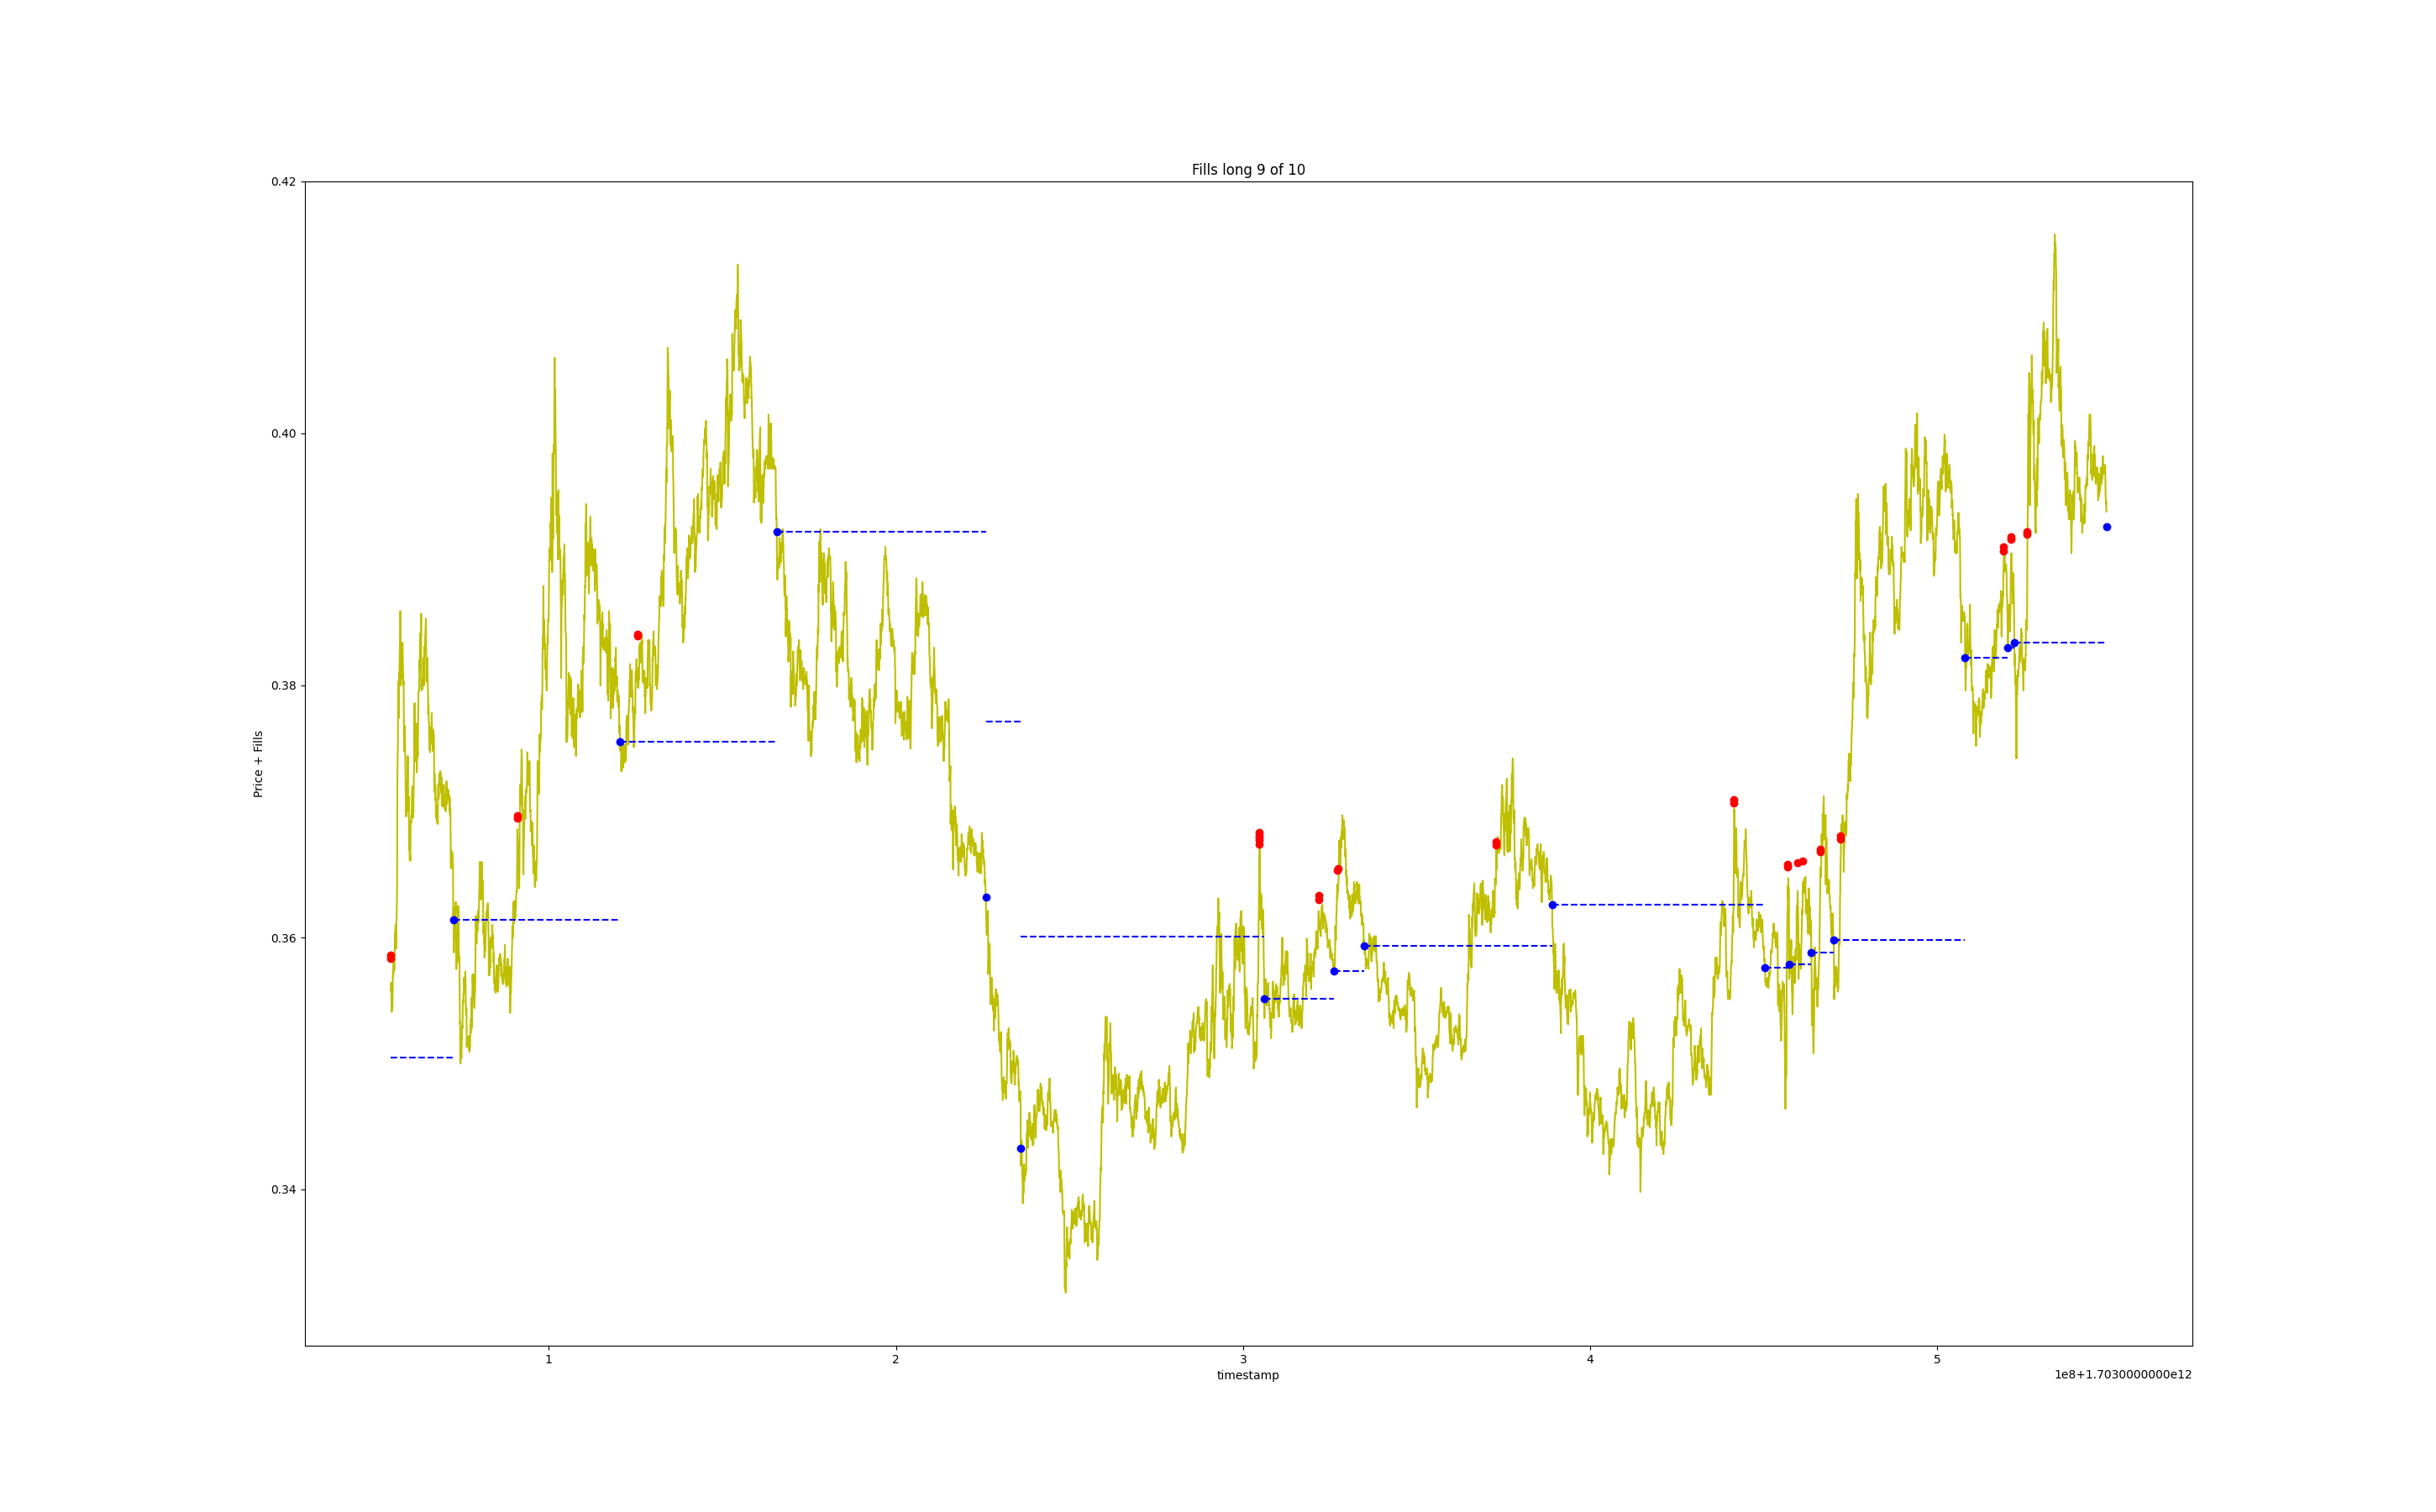 Fills long 9 of 10
0.42
0.40
0.38
0.36
0.34
Price + Fills
1 2 3 4 5
timestamp
1e8+1.7030000000e12